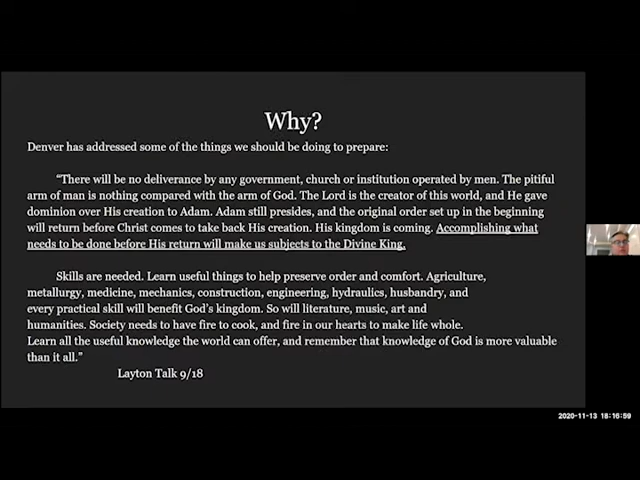 Why?
Denver has addressed some of the things we should be doing to prepare:
“There will be no deliverance by any government, church or institution operated by men. The pitiful
arm of man is nothing compared with the arm of God. The Lord is the creator of this world, and He gave
dominion over His creation to Adam. Adam still presides, and the original order set up in the beginning
will return before Christ comes to take back His creation. His kingdom is coming. Accomplishing what
needs to be done before His return will make us subjects to the Divine King.
Skills are needed. Learn useful things to help preserve order and comfort. Agriculture,
metallurgy, medicine, mechanics, construction, engineering, hydraulics, husbandry, and
every practical skill will benefit God's kingdom. So will literature, music, art and
humanities. Society needs to have fire to cook, and fire in our hearts to make life whole.
Learn all the useful knowledge the world can offer, and remember that knowledge of God is more valuable
than it all.”
Layton Talk 9/18
2020-11-13 18:16:59